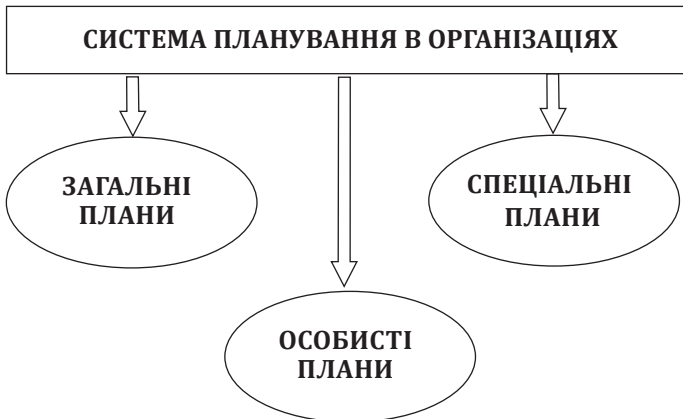 СИСТЕМА ПЛАНУВАННЯ В ОРГАНІЗАЦІЯХ
ЗАГАЛЬНІ
ПЛАНИ
СПЕЦІАЛЬНІ
ПЛАНИ
ОСОБИСТІ
ПЛАНИ